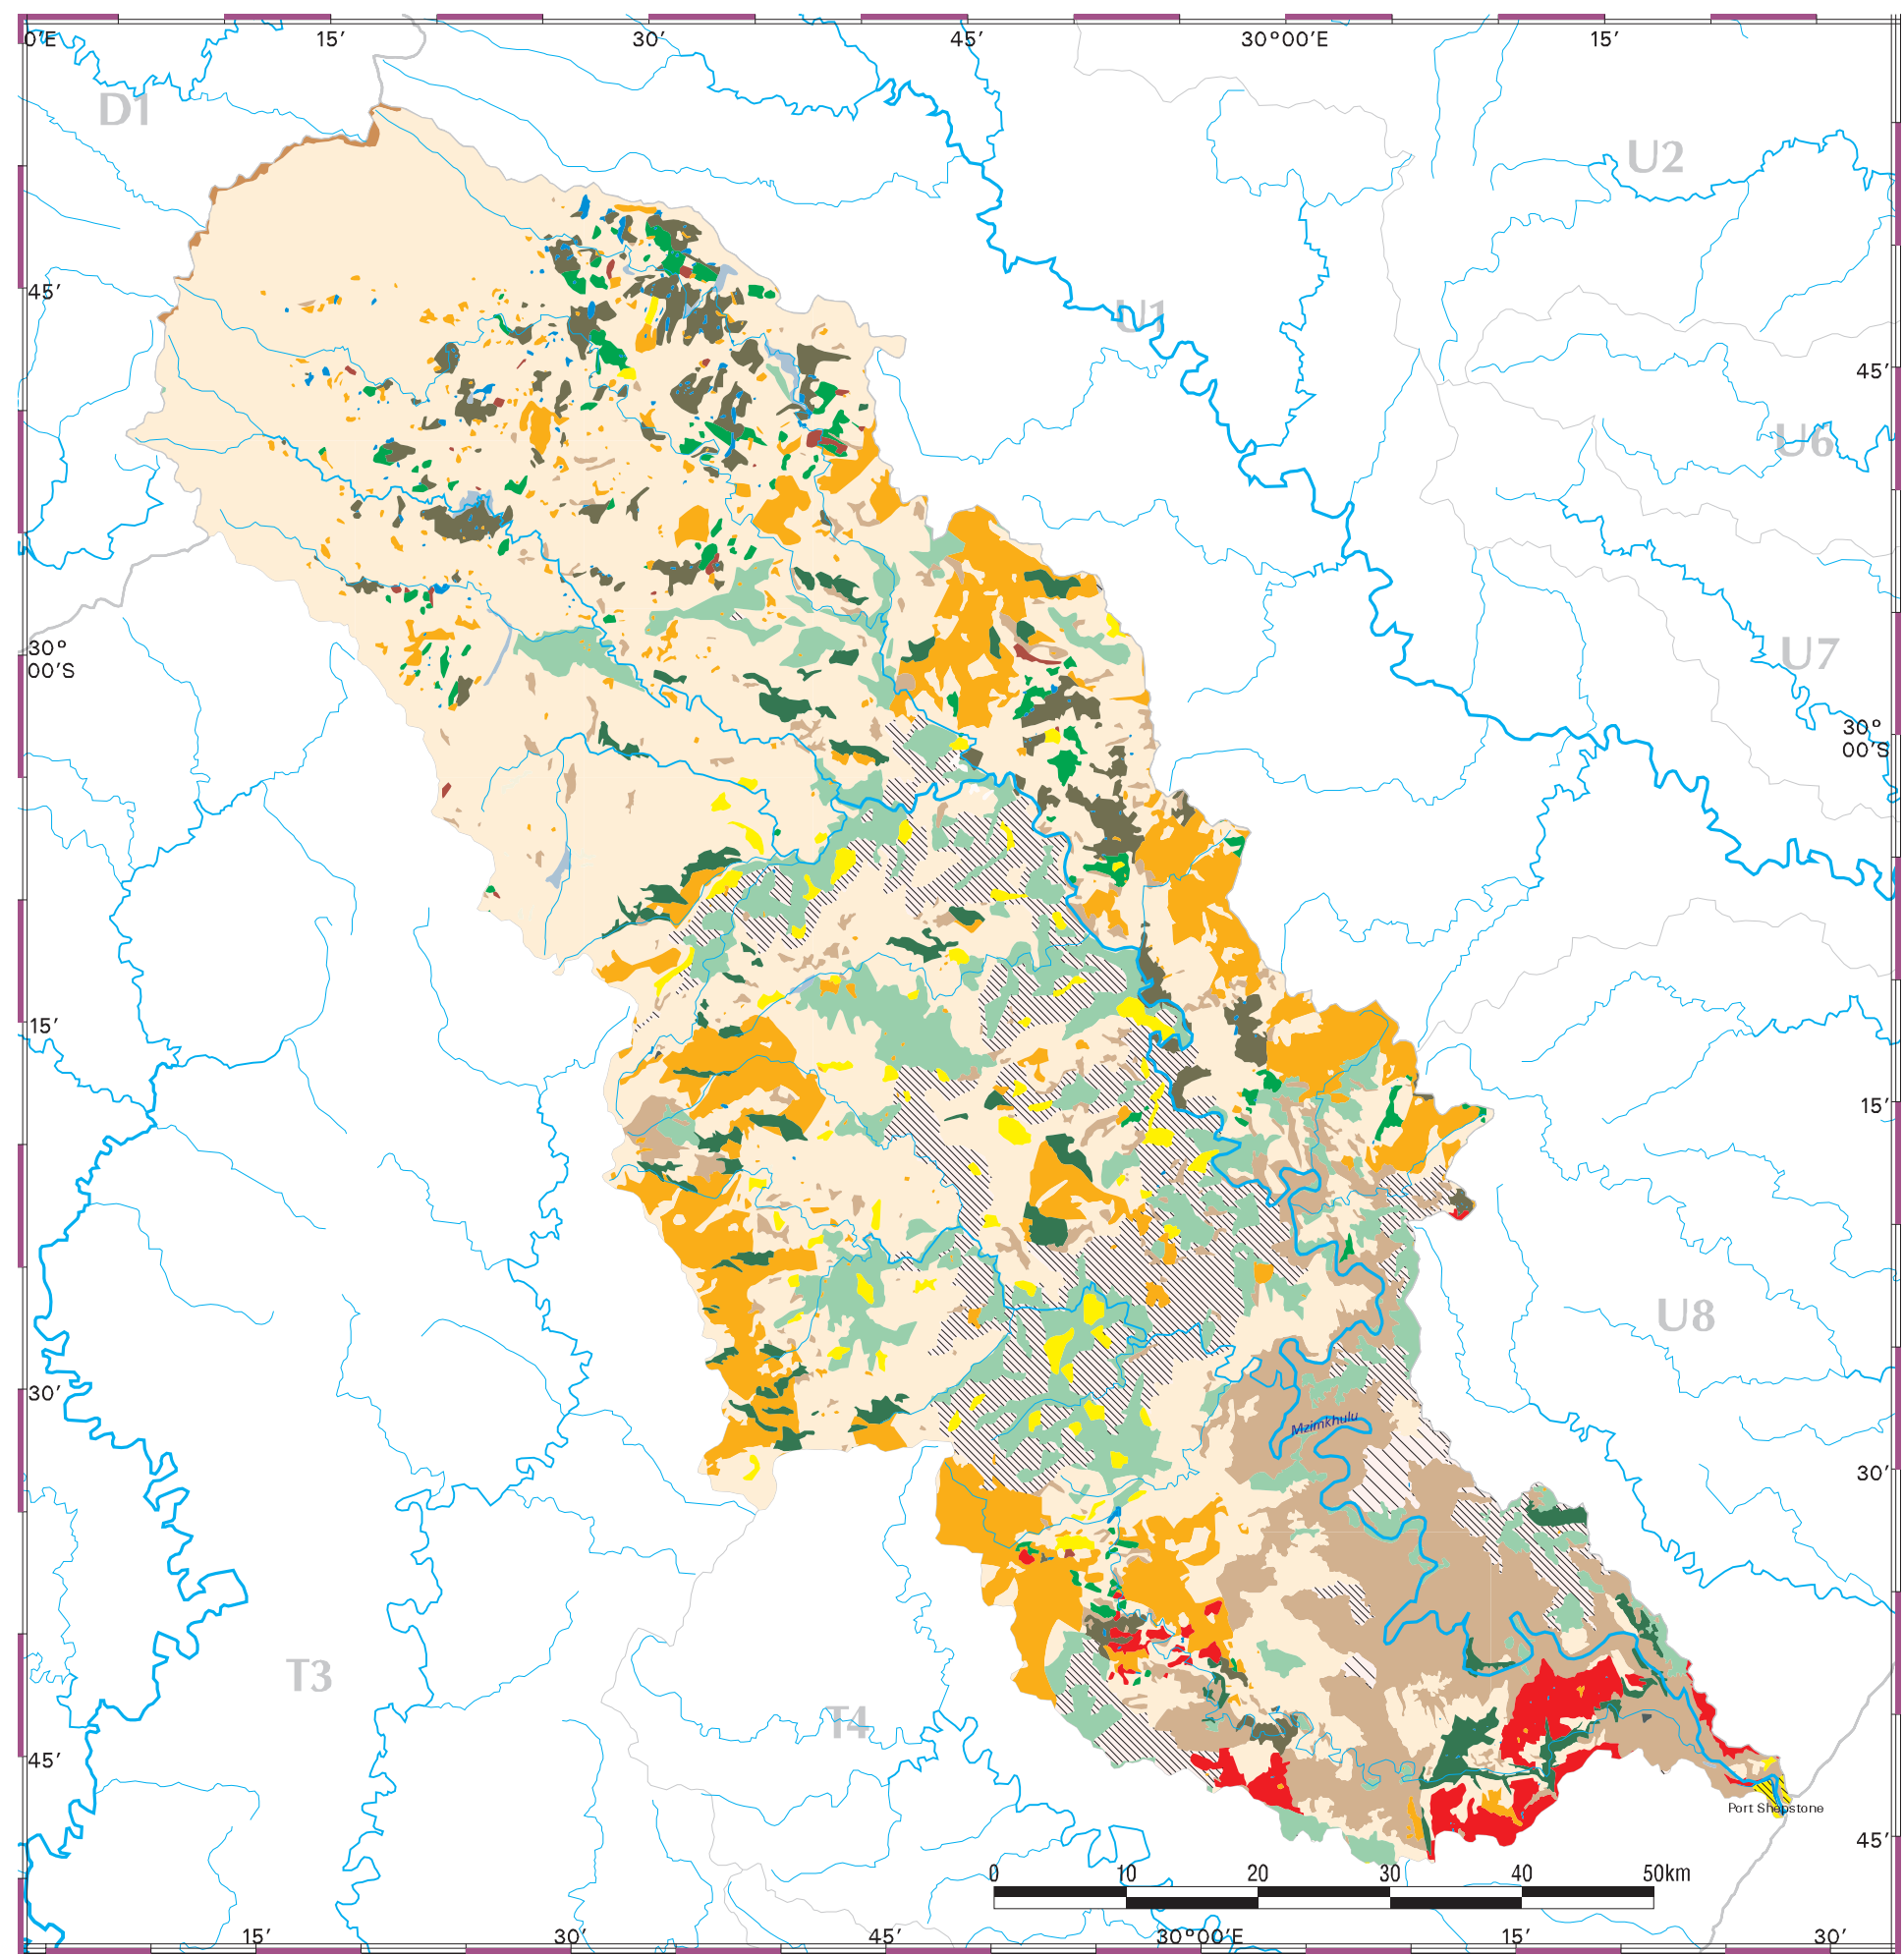 0'E 15' 30' 45' 30°00'E 15'
D1
U2
45'
U1
45'
U6
30°
00'S
U7
30°
00'S
15'
15'
U8
30'
Mzimkhulu
30'
T3
T4
45'
Port Shepstone
45'
0 10 20 30 40 50km
15' 30' 45' 30°00'E 15' 30'